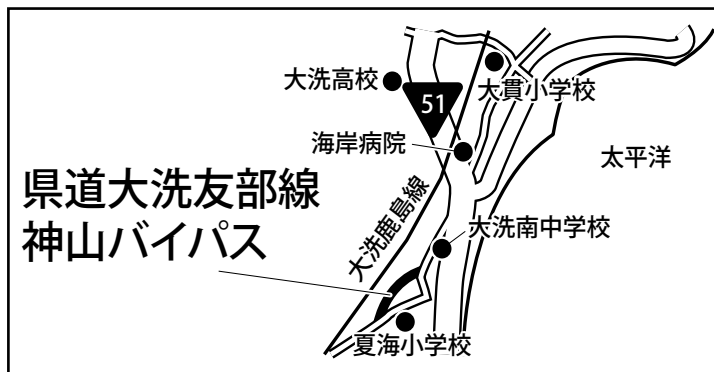 大洗高校
51
大貫小学校
海岸病院
太平洋
県道大洗友部線
神山バイパス
大洗鹿島線
大洗南中学校
夏海小学校